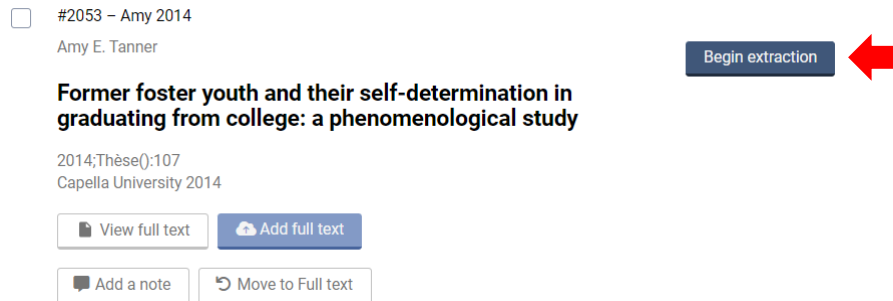 #2053 – Amy 2014
Amy E. Tanner
Begin extraction
Former foster youth and their self-determination in
graduating from college: a phenomenological study
2014;Thèse():107
Capella University 2014
View full text
Add full text
Add a note
Move to Full text